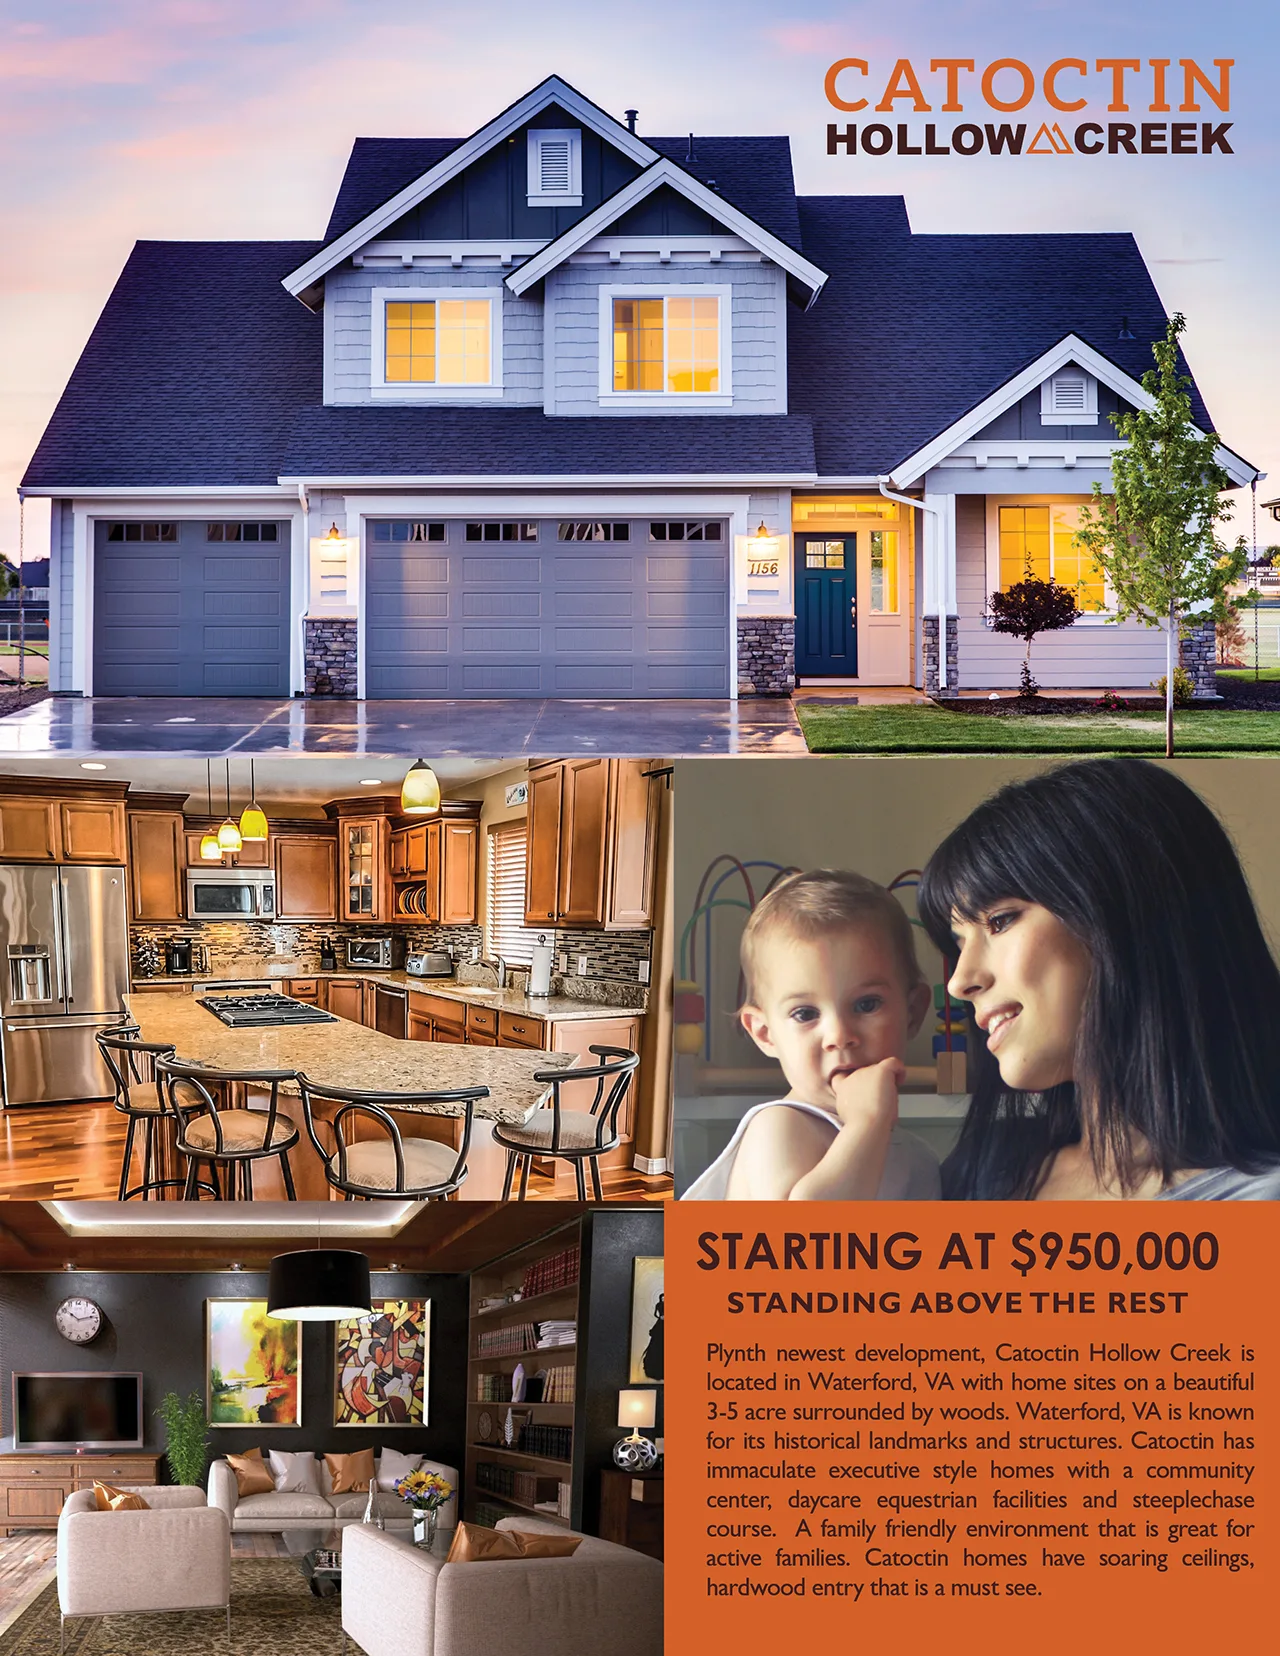 CATOCTIN
HOLLOW CREEK
1156
STARTING AT $950,000
STANDING ABOVE THE REST
Plynth newest development, Catoctin Hollow Creek is
located in Waterford, VA with home sites on a beautiful
3-5 acre surrounded by woods. Waterford, VA is known
for its historical landmarks and structures. Catoctin has
immaculate executive style homes with a community
center, daycare equestrian facilities and steeplechase
course.  A family friendly environment that is great for
active families. Catoctin homes have soaring ceilings,
hardwood entry that is a must see.